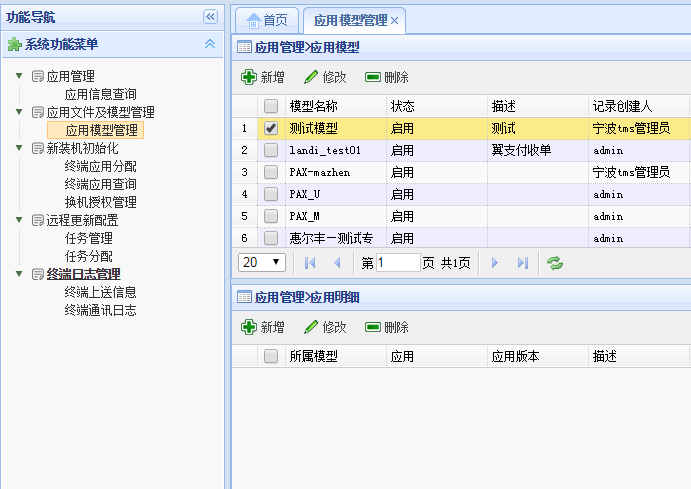 功能导航
系统功能菜单
应用管理
应用信息查询
应用文件及模型管理
应用模型管理
新装机初始化
终端应用分配
终端应用查询
换机授权管理
远程更新配置
任务管理
任务分配
终端日志管理
终端上送信息
终端通讯日志
首页 应用模型管理
应用管理>应用模型
新增 修改 删除
模型名称 状态 描述 记录创建人
1 测试模型 启用 测试 宁波tms管理员
2 landi_test01 启用 翼支付收单 admin
3 PAX-mazhen 启用 宁波tms管理员
4 PAX_U 启用 admin
5 PAX_M 启用 admin
6 惠尔丰一测试专 启用 admin
20 第 1 页 共1页
应用管理>应用明细
新增 修改 删除
所属模型 应用 应用版本 描述